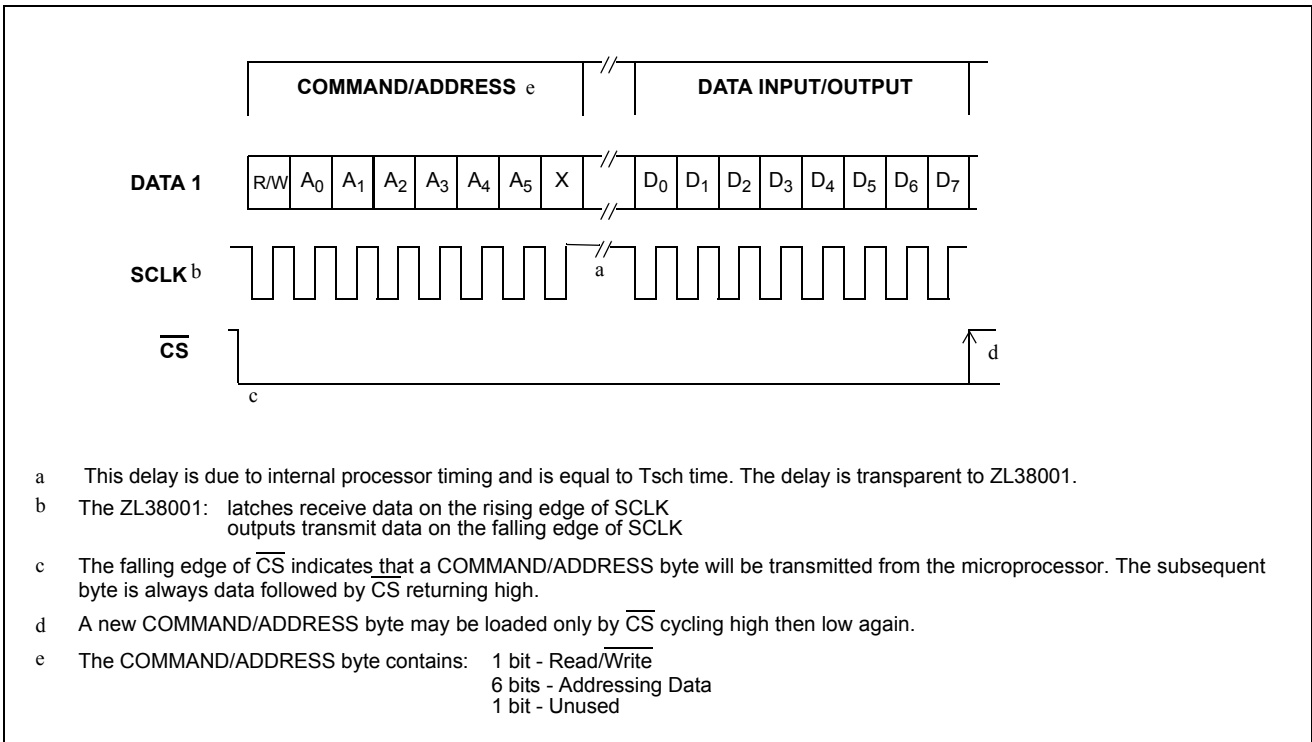 COMMAND/ADDRESS e
DATA INPUT/OUTPUT
DATA 1
R/W A0 A1 A2 A3 A4 A5 X D0 D1 D2 D3 D4 D5 D6 D7
SCLK b
a
CS
d
c
a This delay is due to internal processor timing and is equal to Tsch time. The delay is transparent to ZL38001.
b The ZL38001: latches receive data on the rising edge of SCLK
outputs transmit data on the falling edge of SCLK
c The falling edge of CS indicates that a COMMAND/ADDRESS byte will be transmitted from the microprocessor. The subsequent
byte is always data followed by CS returning high.
d A new COMMAND/ADDRESS byte may be loaded only by CS cycling high then low again.
e The COMMAND/ADDRESS byte contains: 1 bit - Read/Write
6 bits - Addressing Data
1 bit - Unused